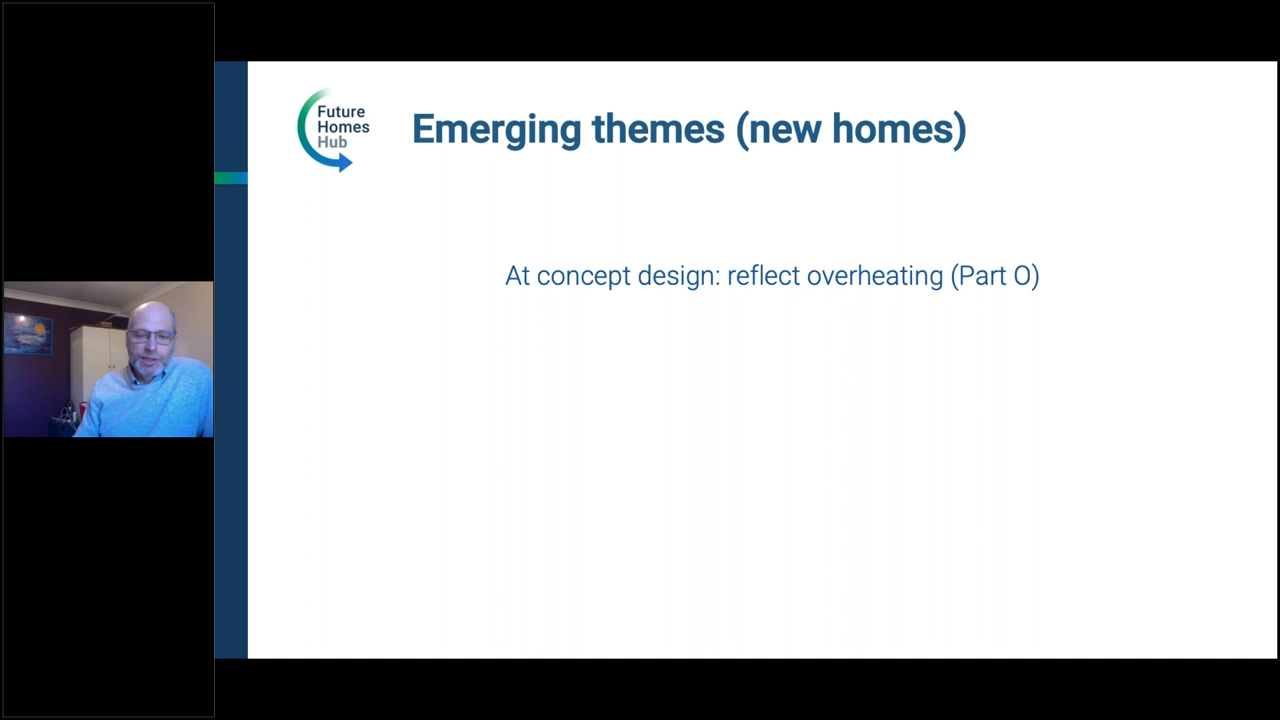 Future
Homes
Hub
Emerging themes (new homes)
At concept design: reflect overheating (Part O)